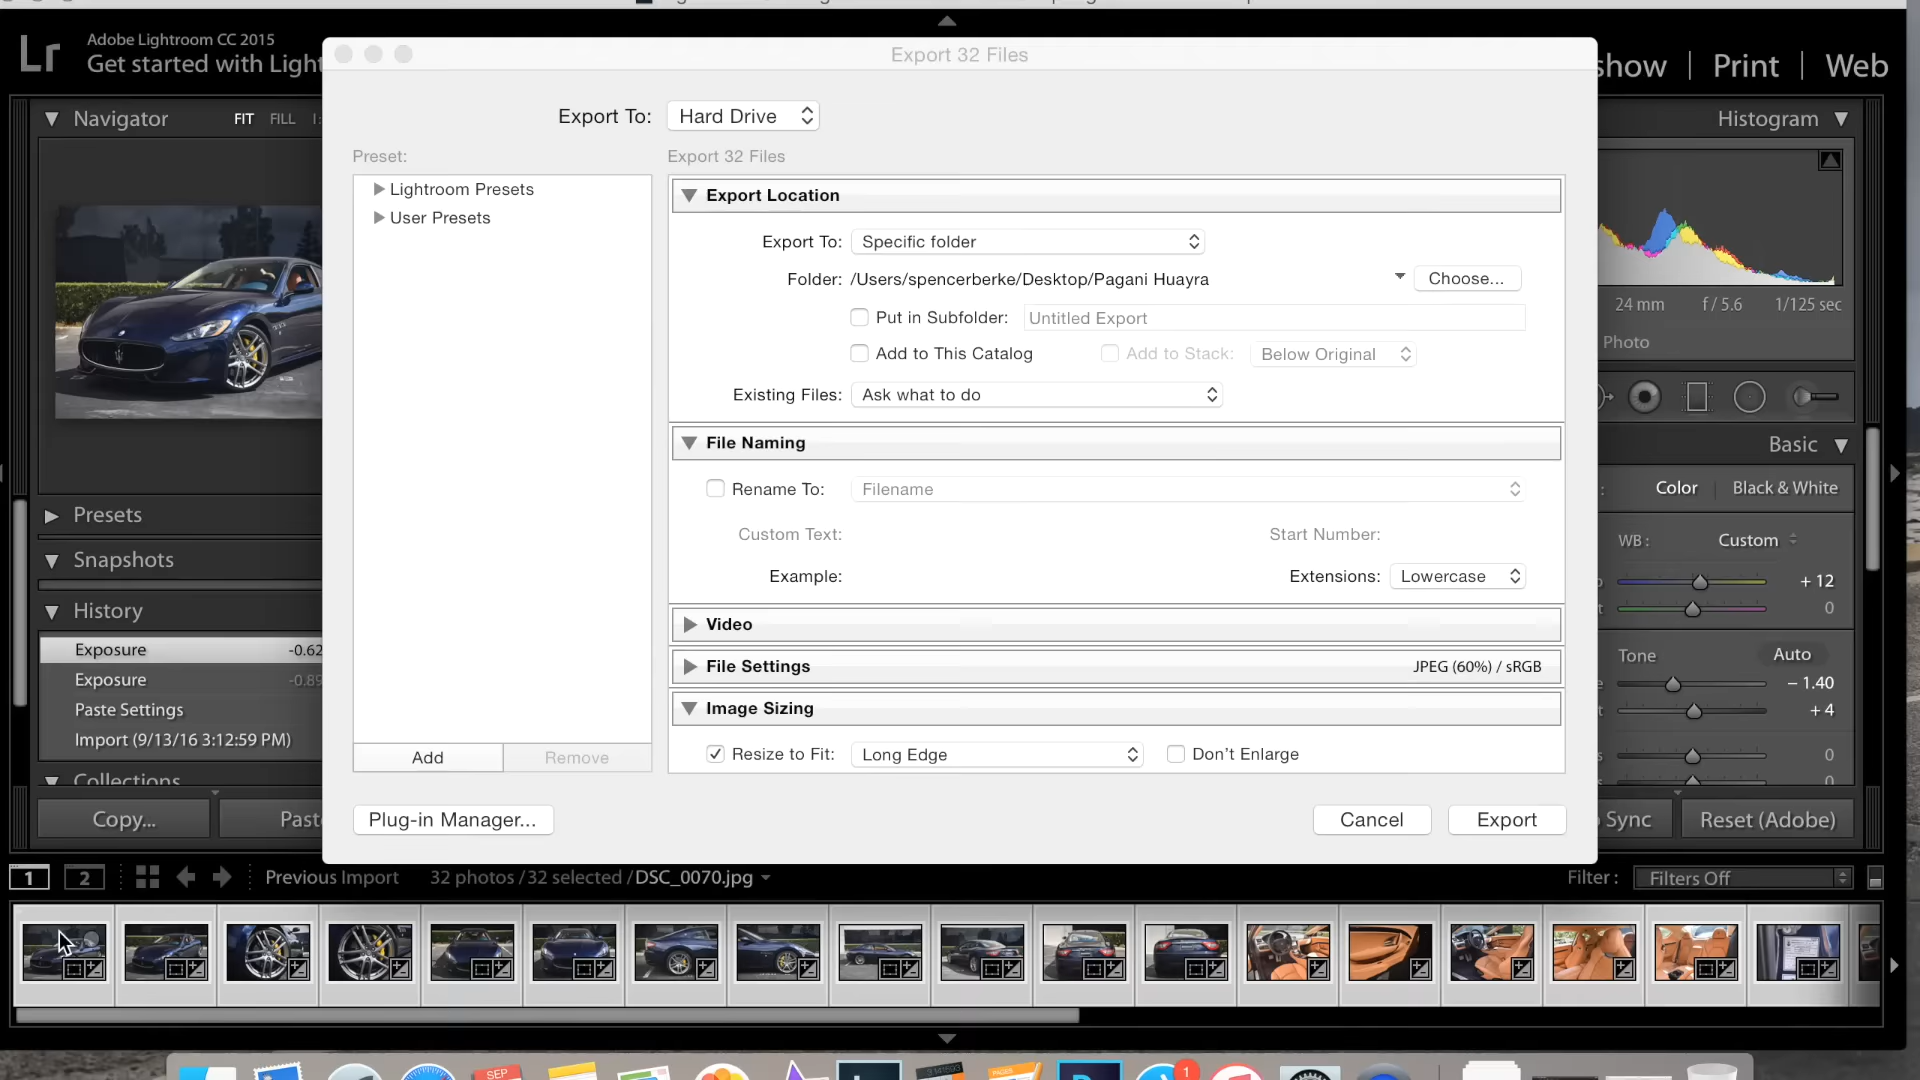 Lr
Adobe Lightroom CC 2015
Get started with Light
show | Print | Web
Export 32 Files
Export To: Hard Drive
Preset:
Lightroom Presets
User Presets
Add
Remove
Export 32 Files
Export Location
Export To: Specific folder
Folder: /Users/spencerberke/Desktop/Pagani Huayra
Choose...
Put in Subfolder: Untitled Export
Add to This Catalog
Add to Stack: Below Original
Existing Files: Ask what to do
File Naming
Rename To: Filename
Custom Text:
Start Number:
Example:
Extensions: Lowercase
Video
File Settings JPEG (60%) / sRGB
Image Sizing
Resize to Fit: Long Edge
Don't Enlarge
Plug-in Manager...
Cancel
Export
Navigator FIT FILL
Presets
Snapshots
History
Exposure -0.62
Exposure -0.89
Paste Settings
Import (9/13/16 3:12:59 PM)
Collections
Copy...
Past
Histogram
24 mm f / 5.6 1/125 sec
Photo
Basic
Color | Black & White
WB: Custom
+ 12
0
Tone Auto
- 1.40
+ 4
0
0
Sync
Reset (Adobe)
1 2 Previous Import 32 photos / 32 selected / DSC_0070.jpg
Filter: Filters Off
SEP
PAGES
1